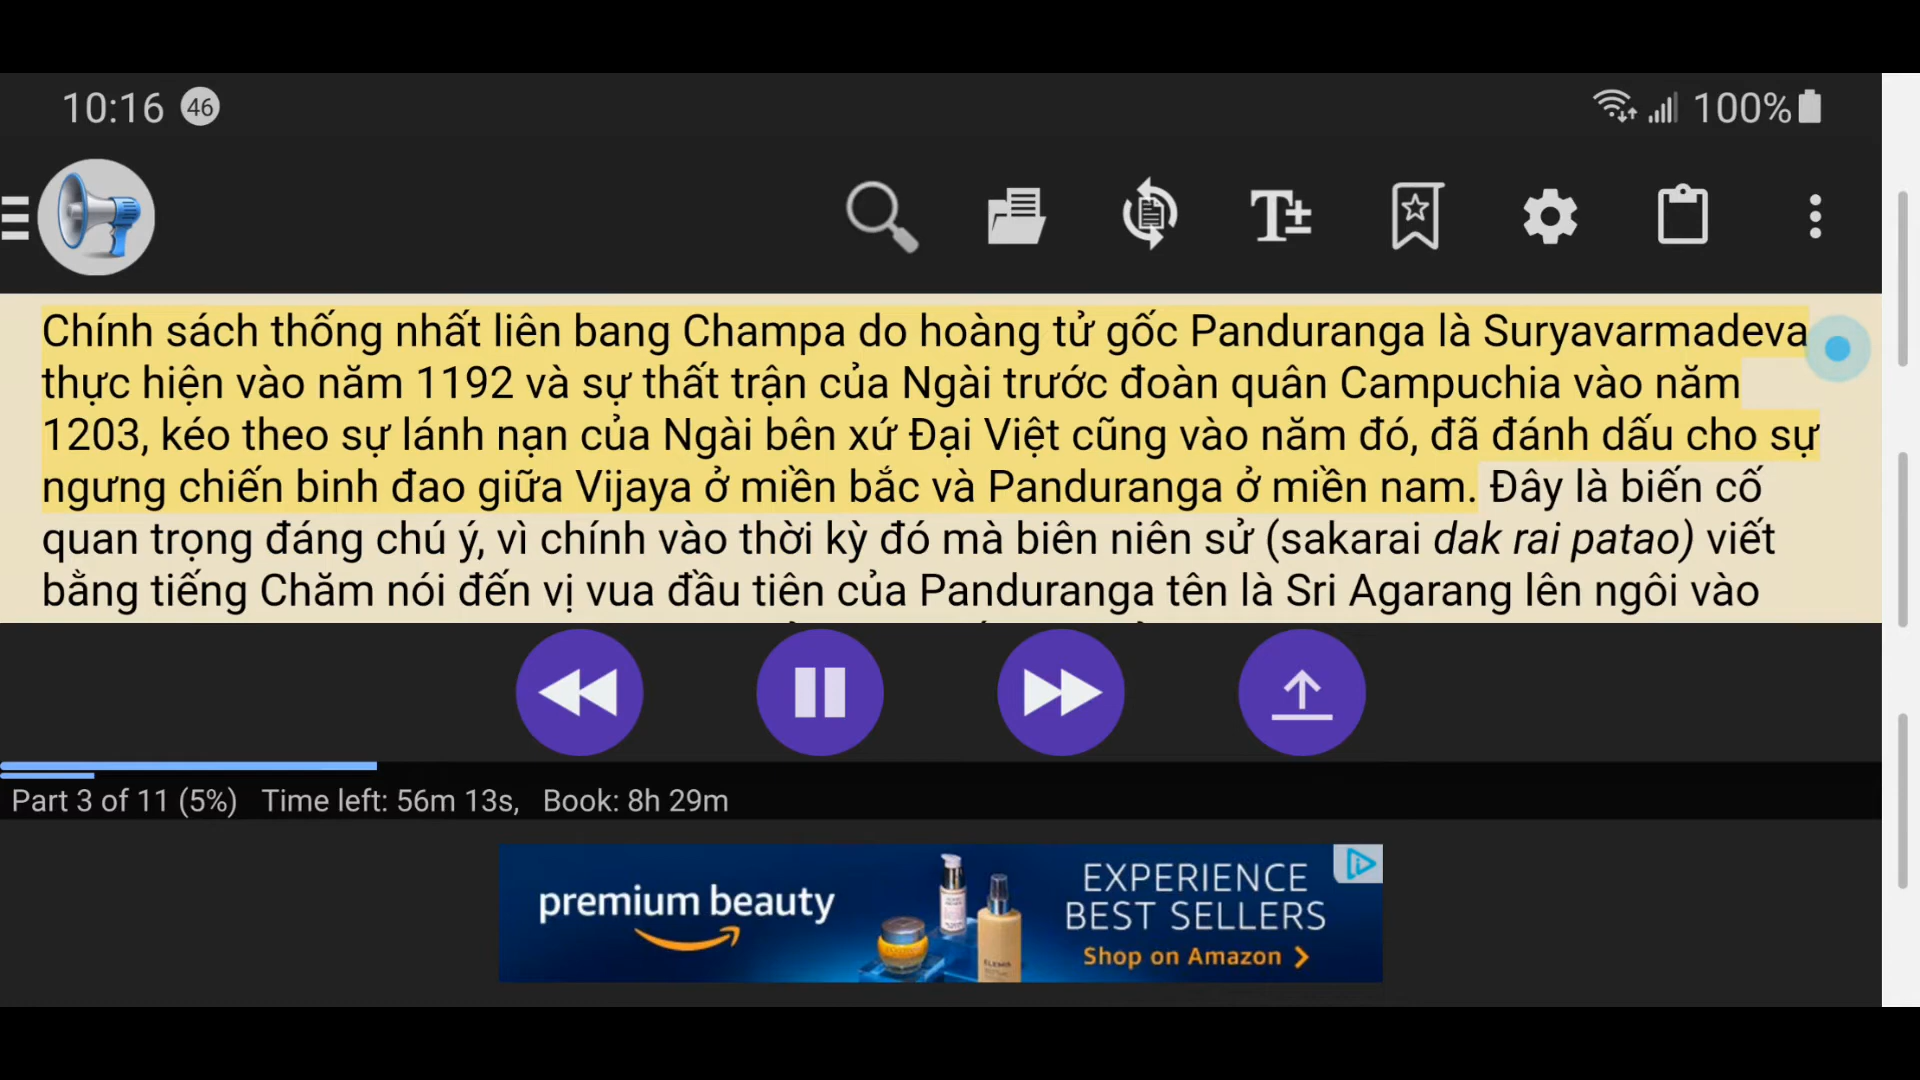 10:16 46 100%
T±
Chính sách thống nhất liên bang Champa do hoàng tử gốc Panduranga là Suryavarmadeva
thực hiện vào năm 1192 và sự thất trận của Ngài trước đoàn quân Campuchia vào năm
1203, kéo theo sự lánh nạn của Ngài bên xứ Đại Việt cũng vào năm đó, đã đánh dấu cho sự
ngưng chiến binh đao giữa Vijaya ở miền bắc và Panduranga ở miền nam. Đây là biến cố
quan trọng đáng chú ý, vì chính vào thời kỳ đó mà biên niên sử (sakarai dak rai patao) viết
bằng tiếng Chăm nói đến vị vua đầu tiên của Panduranga tên là Sri Agarang lên ngôi vào
Part 3 of 11 (5%) Time left: 56m 13s, Book: 8h 29m
premium beauty
EXPERIENCE
BEST SELLERS
Shop on Amazon
ELEMIS